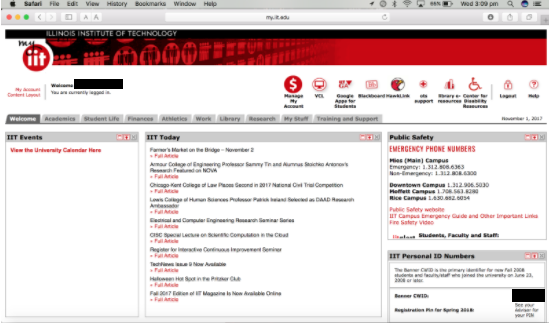 Safari File Edit View History Bookmarks Window Help
95% Wed 3:09 pm
my.iit.edu
ILLINOIS INSTITUTE OF TECHNOLOGY
my
iit
My Account
Content Layout
Welcome
You are currently logged in.
Manage My Account
VCL
Google Apps for Students
Blackboard
HawkLink
ots support
library e-resources
Center for Disability Resources
Logout
Help
Welcome Academics Student Life Finances Athletics Work Library Research My Staff Training and Support
November 1, 2017
IIT Events
View the University Calendar Here
IIT Today
Farmer's Market on the Bridge – November 2
» Full Article
Armour College of Engineering Professor Sammy Tin and Alumnus Stoichko Antonov's
Research Featured on NOVA
» Full Article
Chicago-Kent College of Law Places Second in 2017 National Civil Trial Competition
» Full Article
Lewis College of Human Sciences Professor Patrick Ireland Selected as DAAD Research
Ambassador
» Full Article
Electrical and Computer Engineering Research Seminar Series
» Full Article
CISC Special Lecture on Scientific Computation in the Cloud
» Full Article
Register for Interactive Continuous Improvement Seminar
» Full Article
TechNews Issue 9 Now Available
» Full Article
Halloween Hot Spot in the Pritzker Club
» Full Article
Fall 2017 Edition of IIT Magazine Is Now Available Online
» Full Article
Public Safety
EMERGENCY PHONE NUMBERS
Mies (Main) Campus
Emergency: 1.312.808.6363
Non-Emergency: 1.312.808.6300
Downtown Campus 1.312.906.5030
Moffett Campus 1.708.563.8280
Rice Campus 1.630.682.6054
Public Safety website
IIT Campus Emergency Guide and Other Important Links
Fire Safety Video
Students, Faculty and Staff:
IIT Personal ID Numbers
The Banner CWID is the primary identifier for new Fall 2008
students and faculty/staff who joined the university on June 23,
2008 or later.
Banner CWID:
Registration Pin for Spring 2018:
See your
Adviser for
your PIN